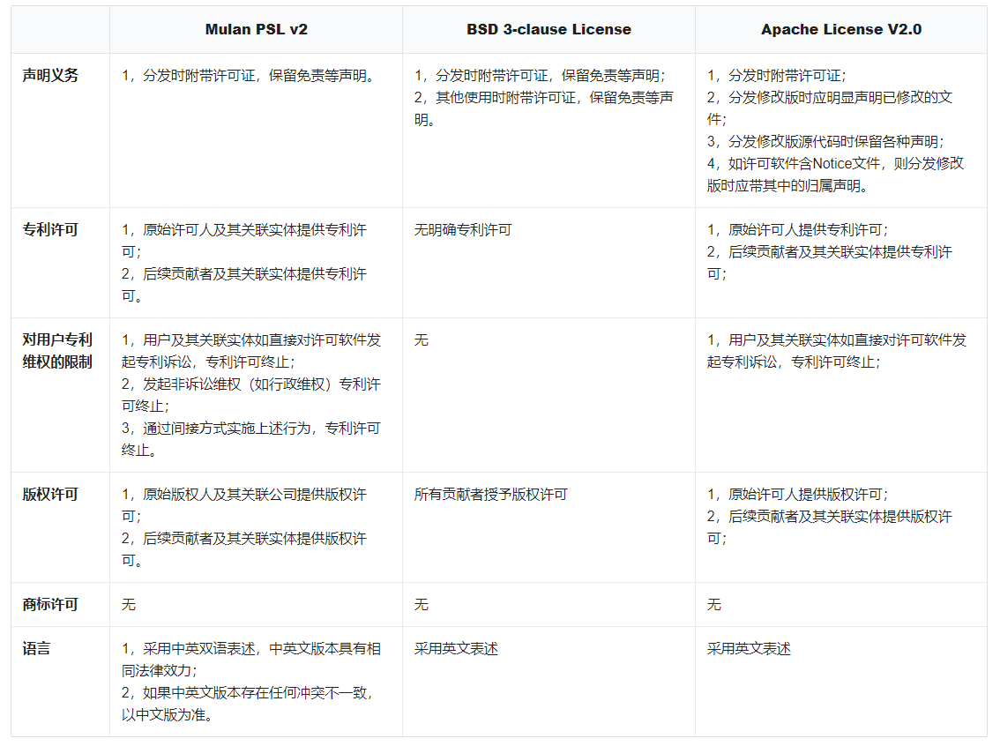 Mulan PSL v2
BSD 3-clause License
Apache License V2.0
声明义务
1，分发时附带许可证，保留免责等声明。
1，分发时附带许可证，保留免责等声明；
2，其他使用时附带许可证，保留免责等声
明。
1，分发时附带许可证；
2，分发修改版时应明显声明已修改的文
件；
3，分发修改版源代码时保留各种声明；
4，如许可软件含Notice文件，则分发修改
版时应带其中的归属声明。
专利许可
1，原始许可人及其关联实体提供专利许
可；
2，后续贡献者及其关联实体提供专利许
可。
无明确专利许可
1，原始许可人提供专利许可；
2，后续贡献者及其关联实体提供专利许
可；
对用户专利
维权的限制
1，用户及其关联实体如直接对许可软件发
起专利诉讼，专利许可终止；
2，发起非诉讼维权（如行政维权）专利许
可终止；
3，通过间接方式实施上述行为，专利许可
终止。
无
1，用户及其关联实体如直接对许可软件发
起专利诉讼，专利许可终止；
版权许可
1，原始版权人及其关联公司提供版权许
可；
2，后续贡献者及其关联实体提供版权许
可。
所有贡献者授予版权许可
1，原始许可人提供版权许可；
2，后续贡献者及其关联实体提供版权许
可；
商标许可
无
无
无
语言
1，采用中英双语表述，中英文版本具有相
同法律效力；
2，如果中英文版本存在任何冲突不一致，
以中文版为准。
采用英文表述
采用英文表述